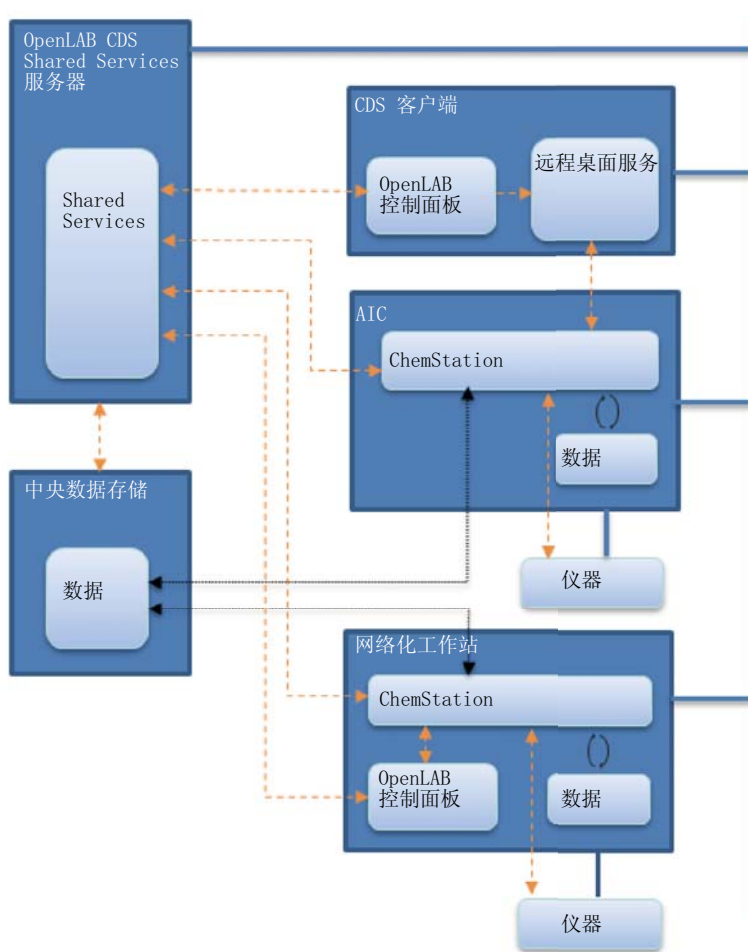 OpenLAB CDS
Shared Services
服务器
Shared
Services
CDS 客户端
OpenLAB
控制面板
远程桌面服务
AIC
ChemStation
数据
仪器
中央数据存储
数据
网络化工作站
ChemStation
OpenLAB
控制面板
数据
仪器